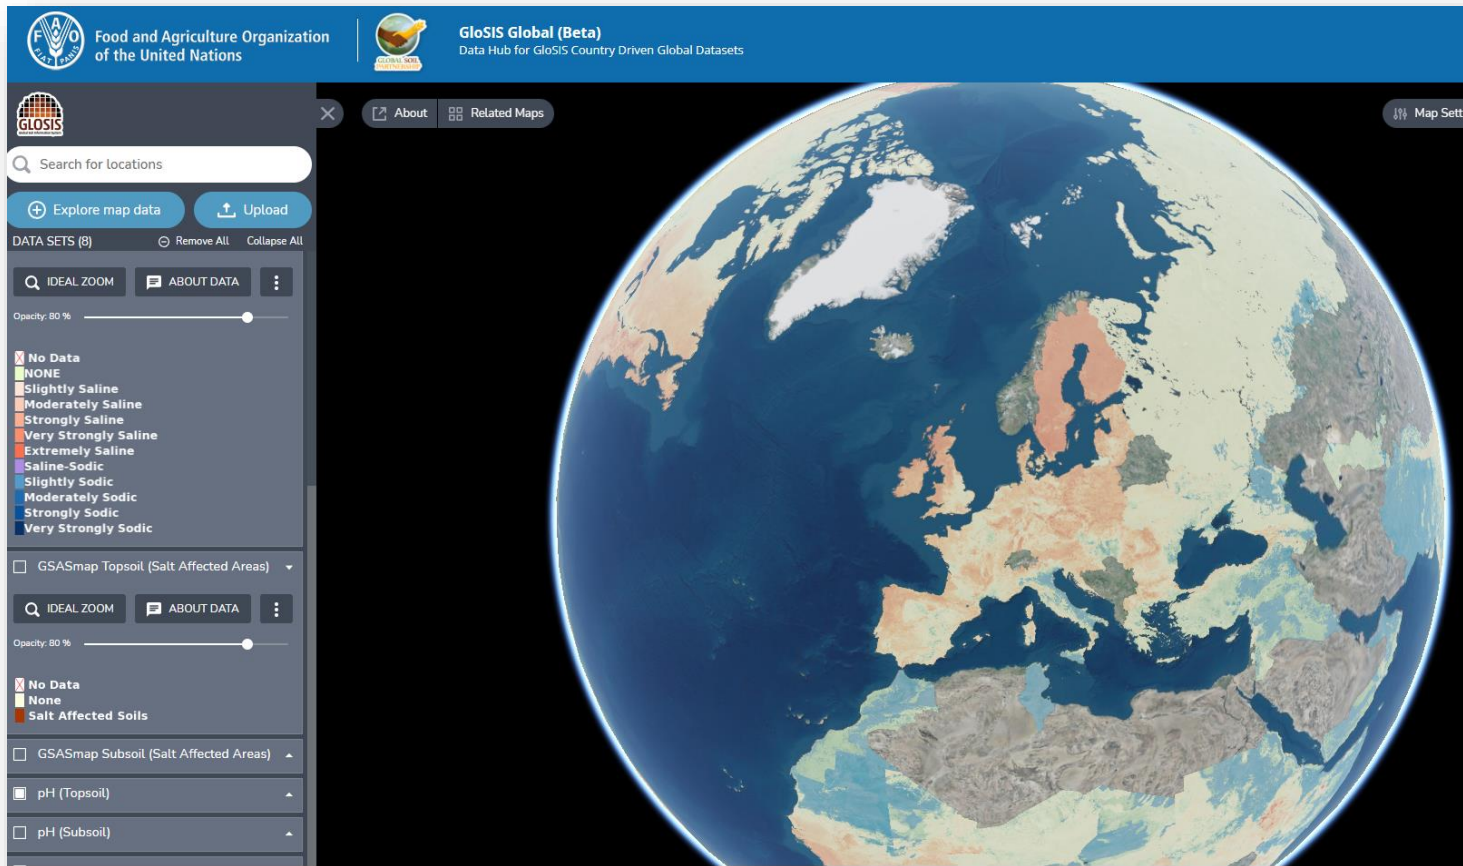 Food and Agriculture Organization
of the United Nations
GLOBAL SOIL
PARTNERSHIP
GloSIS Global (Beta)
Data Hub for GloSIS Country Driven Global Datasets
GLOSIS
About
Related Maps
Map Sett
Search for locations
Explore map data
Upload
DATA SETS (8)
Remove All
Collapse All
IDEAL ZOOM
ABOUT DATA
Opacity: 80 %
No Data
NONE
Slightly Saline
Moderately Saline
Strongly Saline
Very Strongly Saline
Extremely Saline
Saline-Sodic
Slightly Sodic
Moderately Sodic
Strongly Sodic
Very Strongly Sodic
GSASmap Topsoil (Salt Affected Areas)
IDEAL ZOOM
ABOUT DATA
Opacity: 80 %
No Data
None
Salt Affected Soils
GSASmap Subsoil (Salt Affected Areas)
pH (Topsoil)
pH (Subsoil)